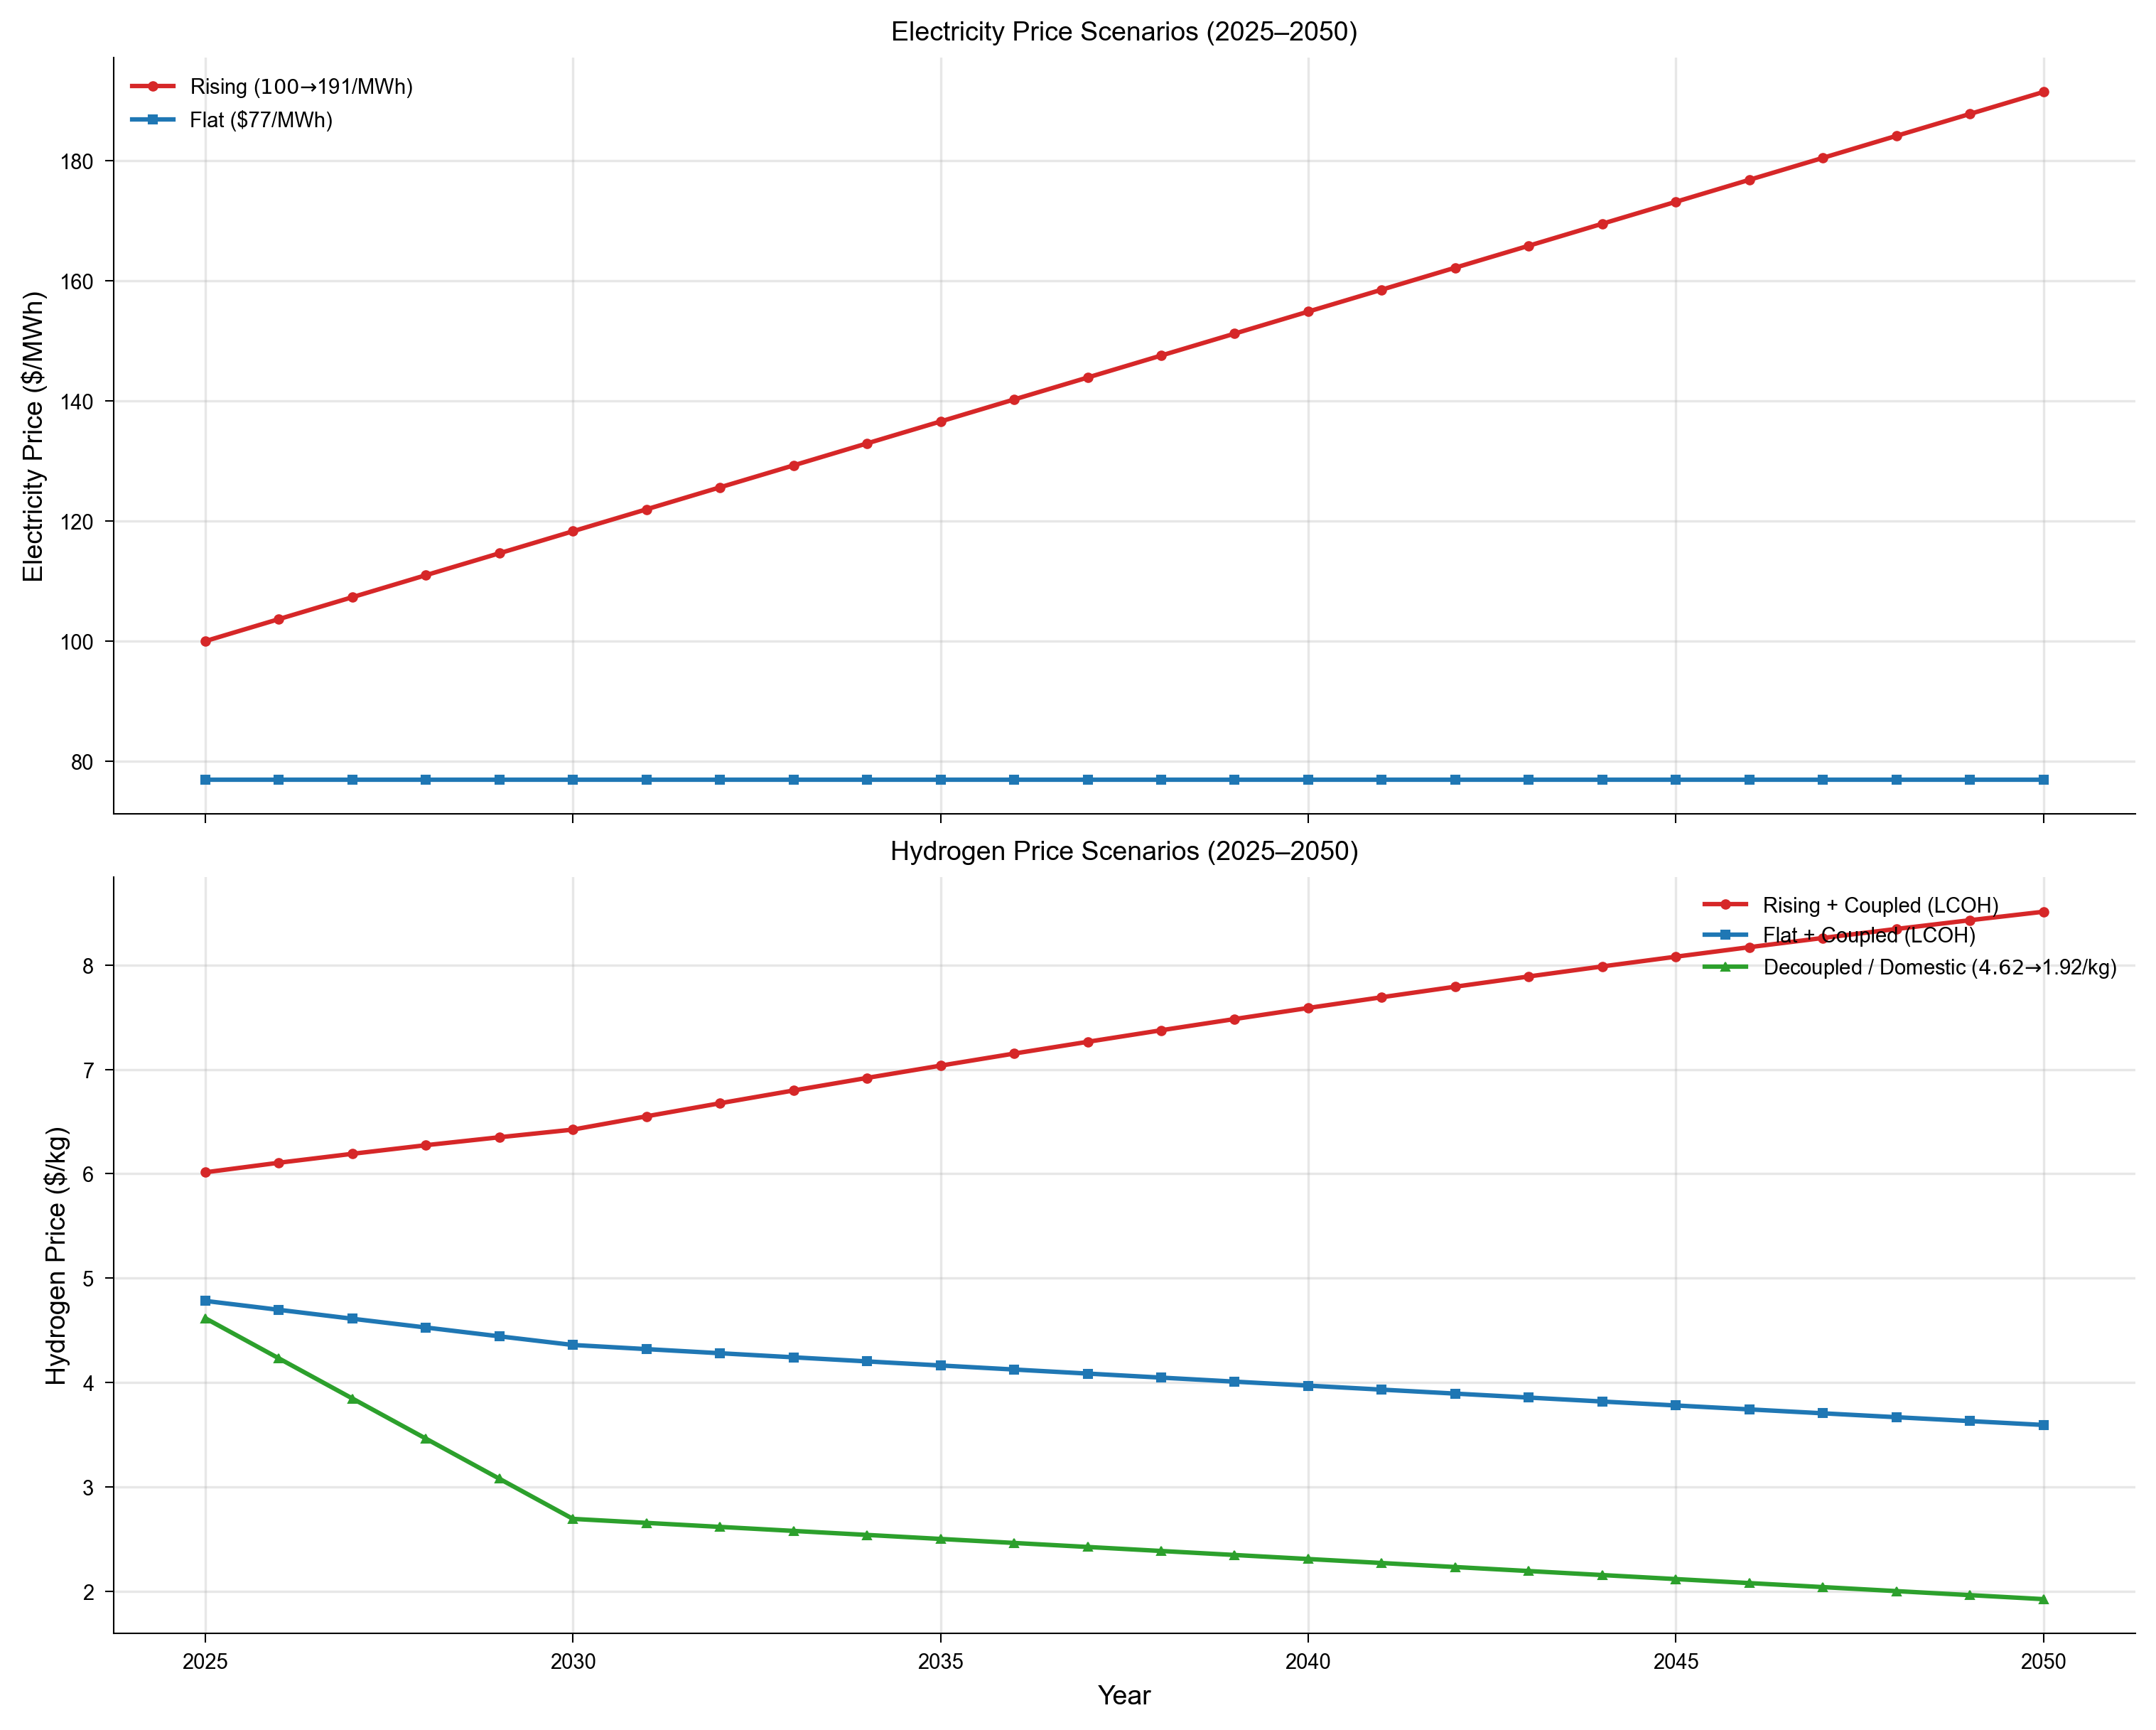 Electricity Price Scenarios (2025–2050)
Rising (100→191/MWh)
Flat ($77/MWh)
Electricity Price ($/MWh)
180
160
140
120
100
80
Hydrogen Price Scenarios (2025–2050)
Rising + Coupled (LCOH)
Flat + Coupled (LCOH)
Decoupled / Domestic (4.62→1.92/kg)
Hydrogen Price ($/kg)
8
7
6
5
4
3
2
2025 2030 2035 2040 2045 2050
Year